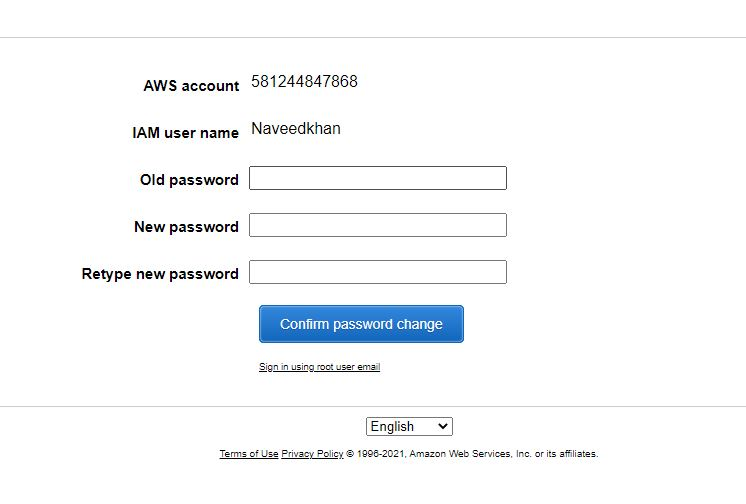 AWS account 581244847868
IAM user name Naveedkhan
Old password
New password
Retype new password
Confirm password change
Sign in using root user email
English
Terms of Use Privacy Policy © 1996-2021, Amazon Web Services, Inc. or its affiliates.